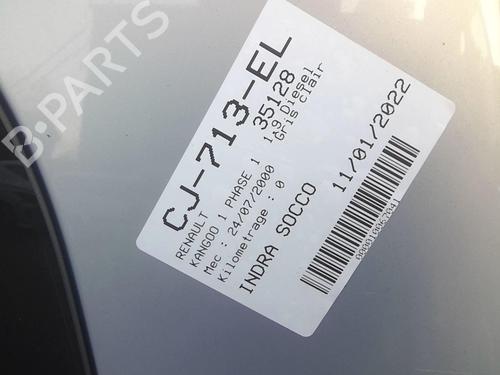 B-PARTS
CJ-713-EL
35128
RENAULT
1.9 Diesel
KANGOO 1 PHASE 1
Gris clair
Mec : 24/07/2000
Kilometrage : 0
INDRA SOCCO
11/01/2022